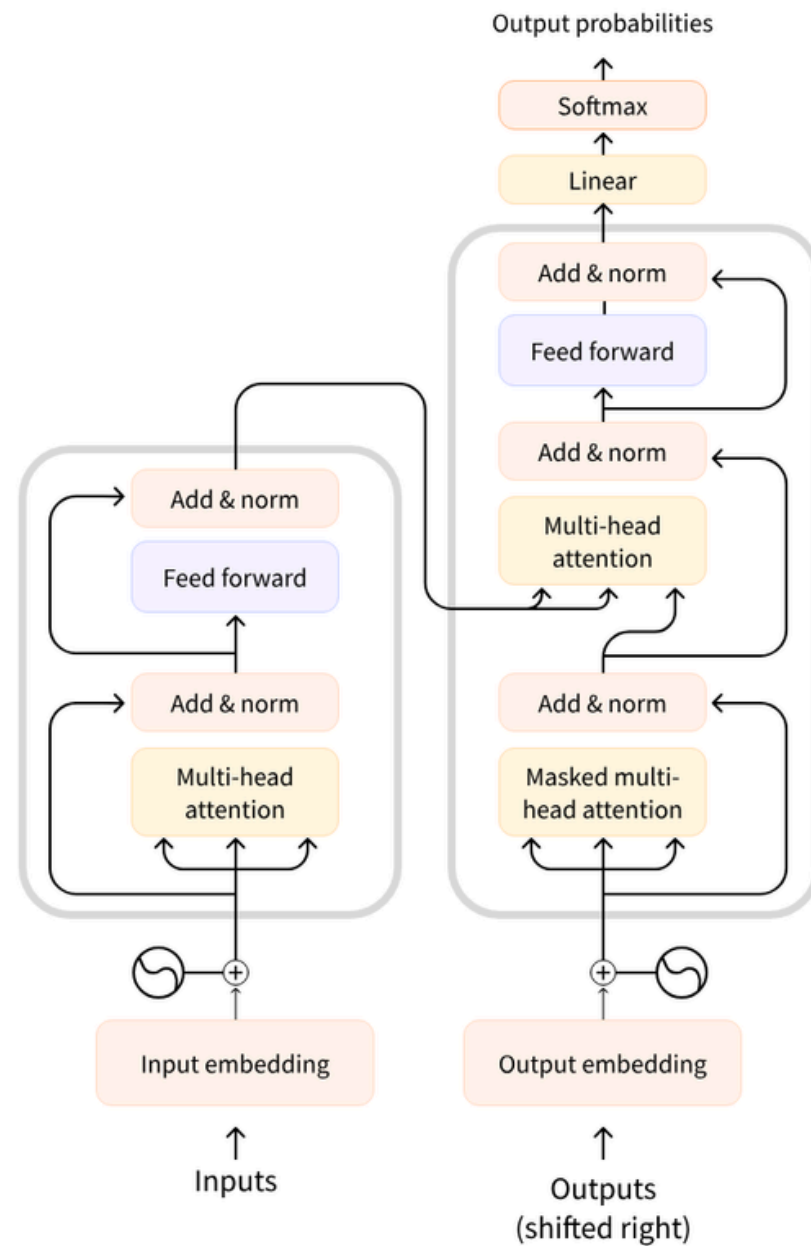 Output probabilities
Softmax
Linear
Add & norm
Feed forward
Add & norm
Multi-head
attention
Add & norm
Masked multi-
head attention
Add & norm
Feed forward
Add & norm
Multi-head
attention
Input embedding
Output embedding
Inputs
Outputs
(shifted right)